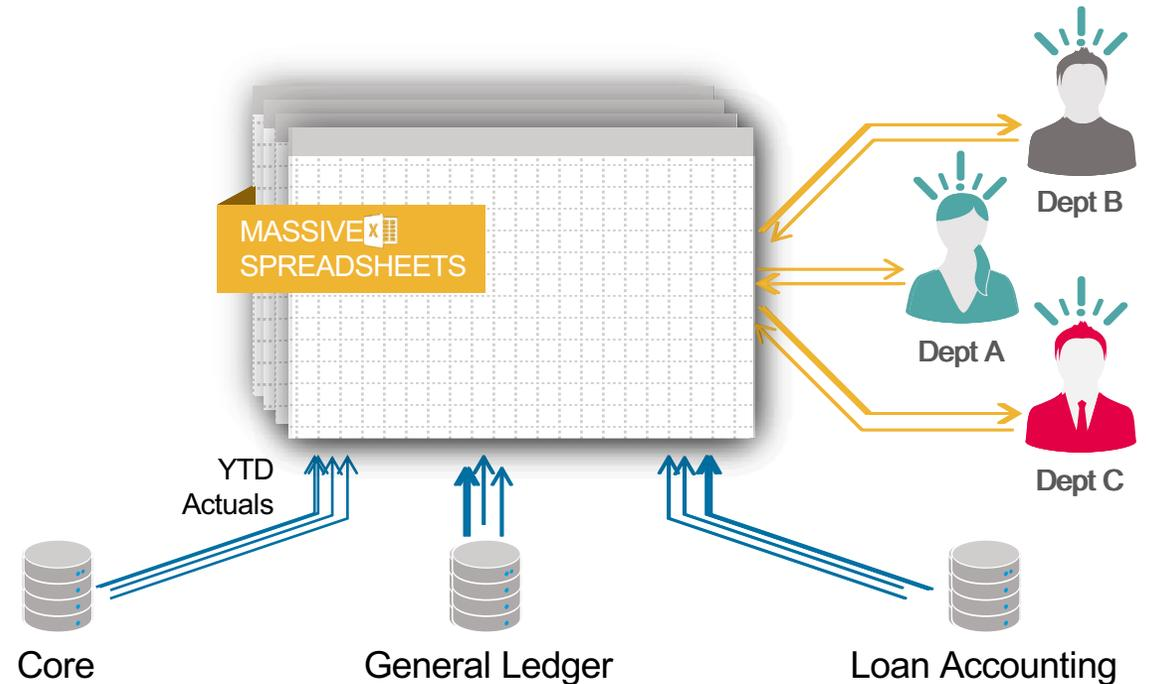 Dept B
MASSIVE
SPREADSHEETS
Dept A
YTD
Actuals
Dept C
Core
General Ledger
Loan Accounting